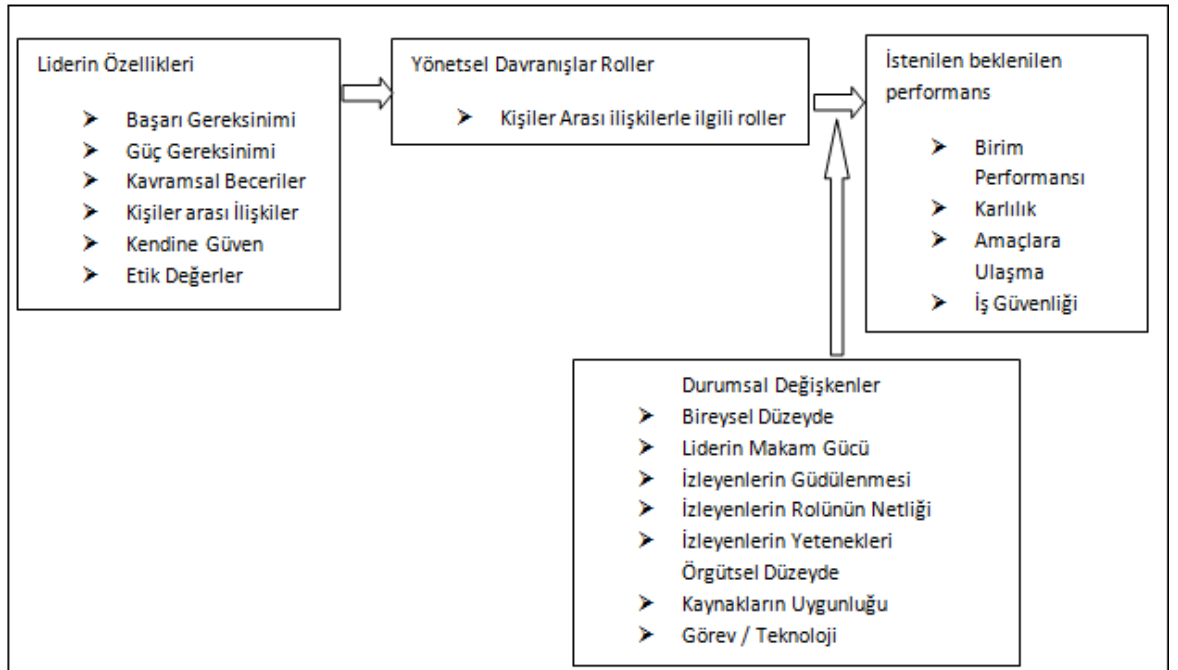 Liderin Özellikleri
➤ Başarı Gereksinimi
➤ Güç Gereksinimi
➤ Kavramsal Beceriler
➤ Kişiler arası İlişkiler
➤ Kendine Güven
➤ Etik Değerler
Yönetsel Davranışlar Roller
➤ Kişiler Arası ilişkilerle ilgili roller
İstenilen beklenilen
performans
➤ Birim
Performansı
➤ Karlılık
➤ Amaçlara
Ulaşma
➤ İş Güvenliği
Durumsal Değişkenler
➤ Bireysel Düzeyde
➤ Liderin Makam Gücü
➤ İzleyenlerin Güdülenmesi
➤ İzleyenlerin Rolünün Netliği
➤ İzleyenlerin Yetenekleri
Örgütsel Düzeyde
➤ Kaynakların Uygunluğu
➤ Görev / Teknoloji